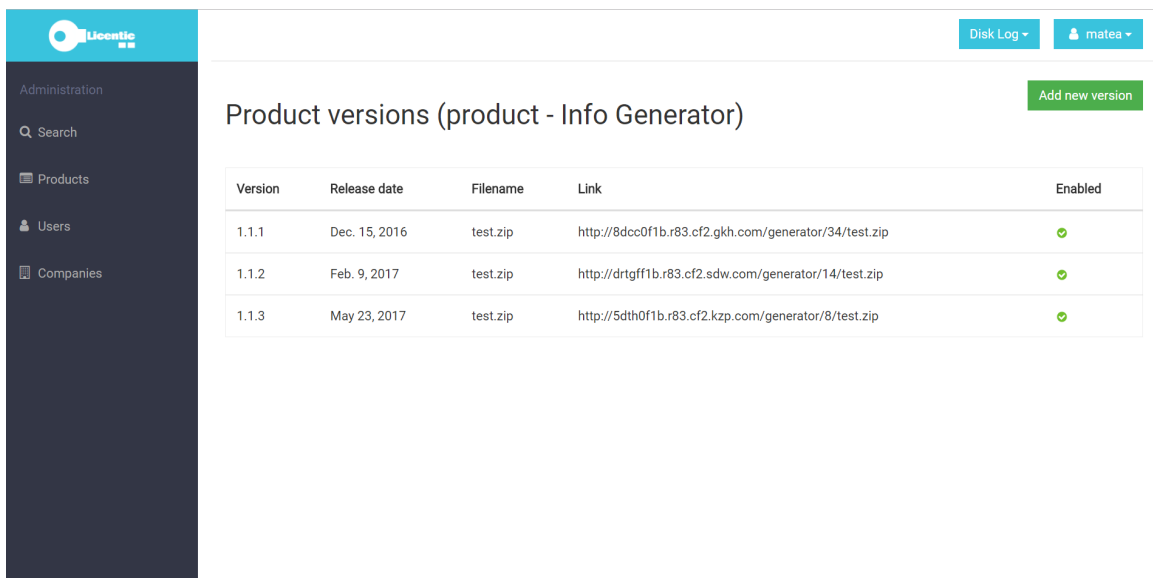 Licentic
Disk Log
matea
Administration
Search
Products
Users
Companies
Product versions (product - Info Generator)
Add new version
Version Release date Filename Link Enabled
1.1.1 Dec. 15, 2016 test.zip http://8dcc0f1b.r83.cf2.gkh.com/generator/34/test.zip
1.1.2 Feb. 9, 2017 test.zip http://drtgff1b.r83.cf2.sdw.com/generator/14/test.zip
1.1.3 May 23, 2017 test.zip http://5dth0f1b.r83.cf2.kzp.com/generator/8/test.zip